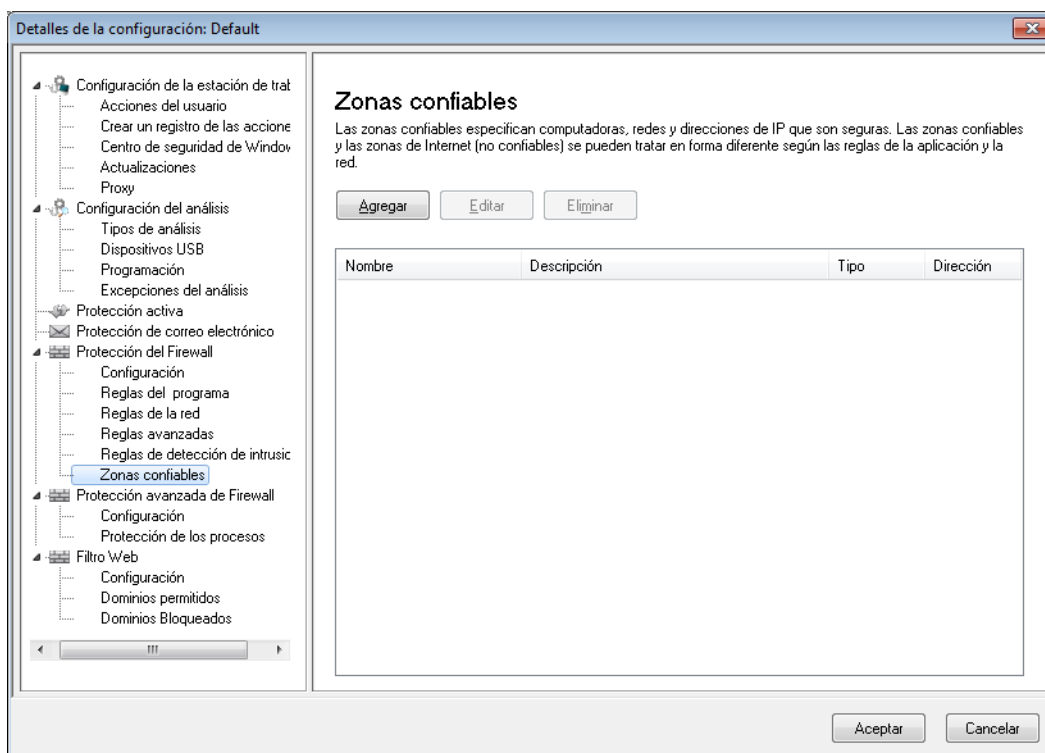 Detalles de la configuración: Default
Configuración de la estación de trat
Acciones del usuario
Crear un registro de las accione
Centro de seguridad de Window
Actualizaciones
Proxy
Configuración del análisis
Tipos de análisis
Dispositivos USB
Programación
Excepciones del análisis
Protección activa
Protección de correo electrónico
Protección del Firewall
Configuración
Reglas del programa
Reglas de la red
Reglas avanzadas
Reglas de detección de intrusic
Zonas confiables
Protección avanzada de Firewall
Configuración
Protección de los procesos
Filtro Web
Configuración
Dominios permitidos
Dominios Bloqueados
Zonas confiables
Las zonas confiables especifican computadoras, redes y direcciones de IP que son seguras. Las zonas confiables
y las zonas de Internet (no confiables) se pueden tratar en forma diferente según las reglas de la aplicación y la
red.
Agregar Editar Eliminar
Nombre Descripción Tipo Dirección
Aceptar Cancelar